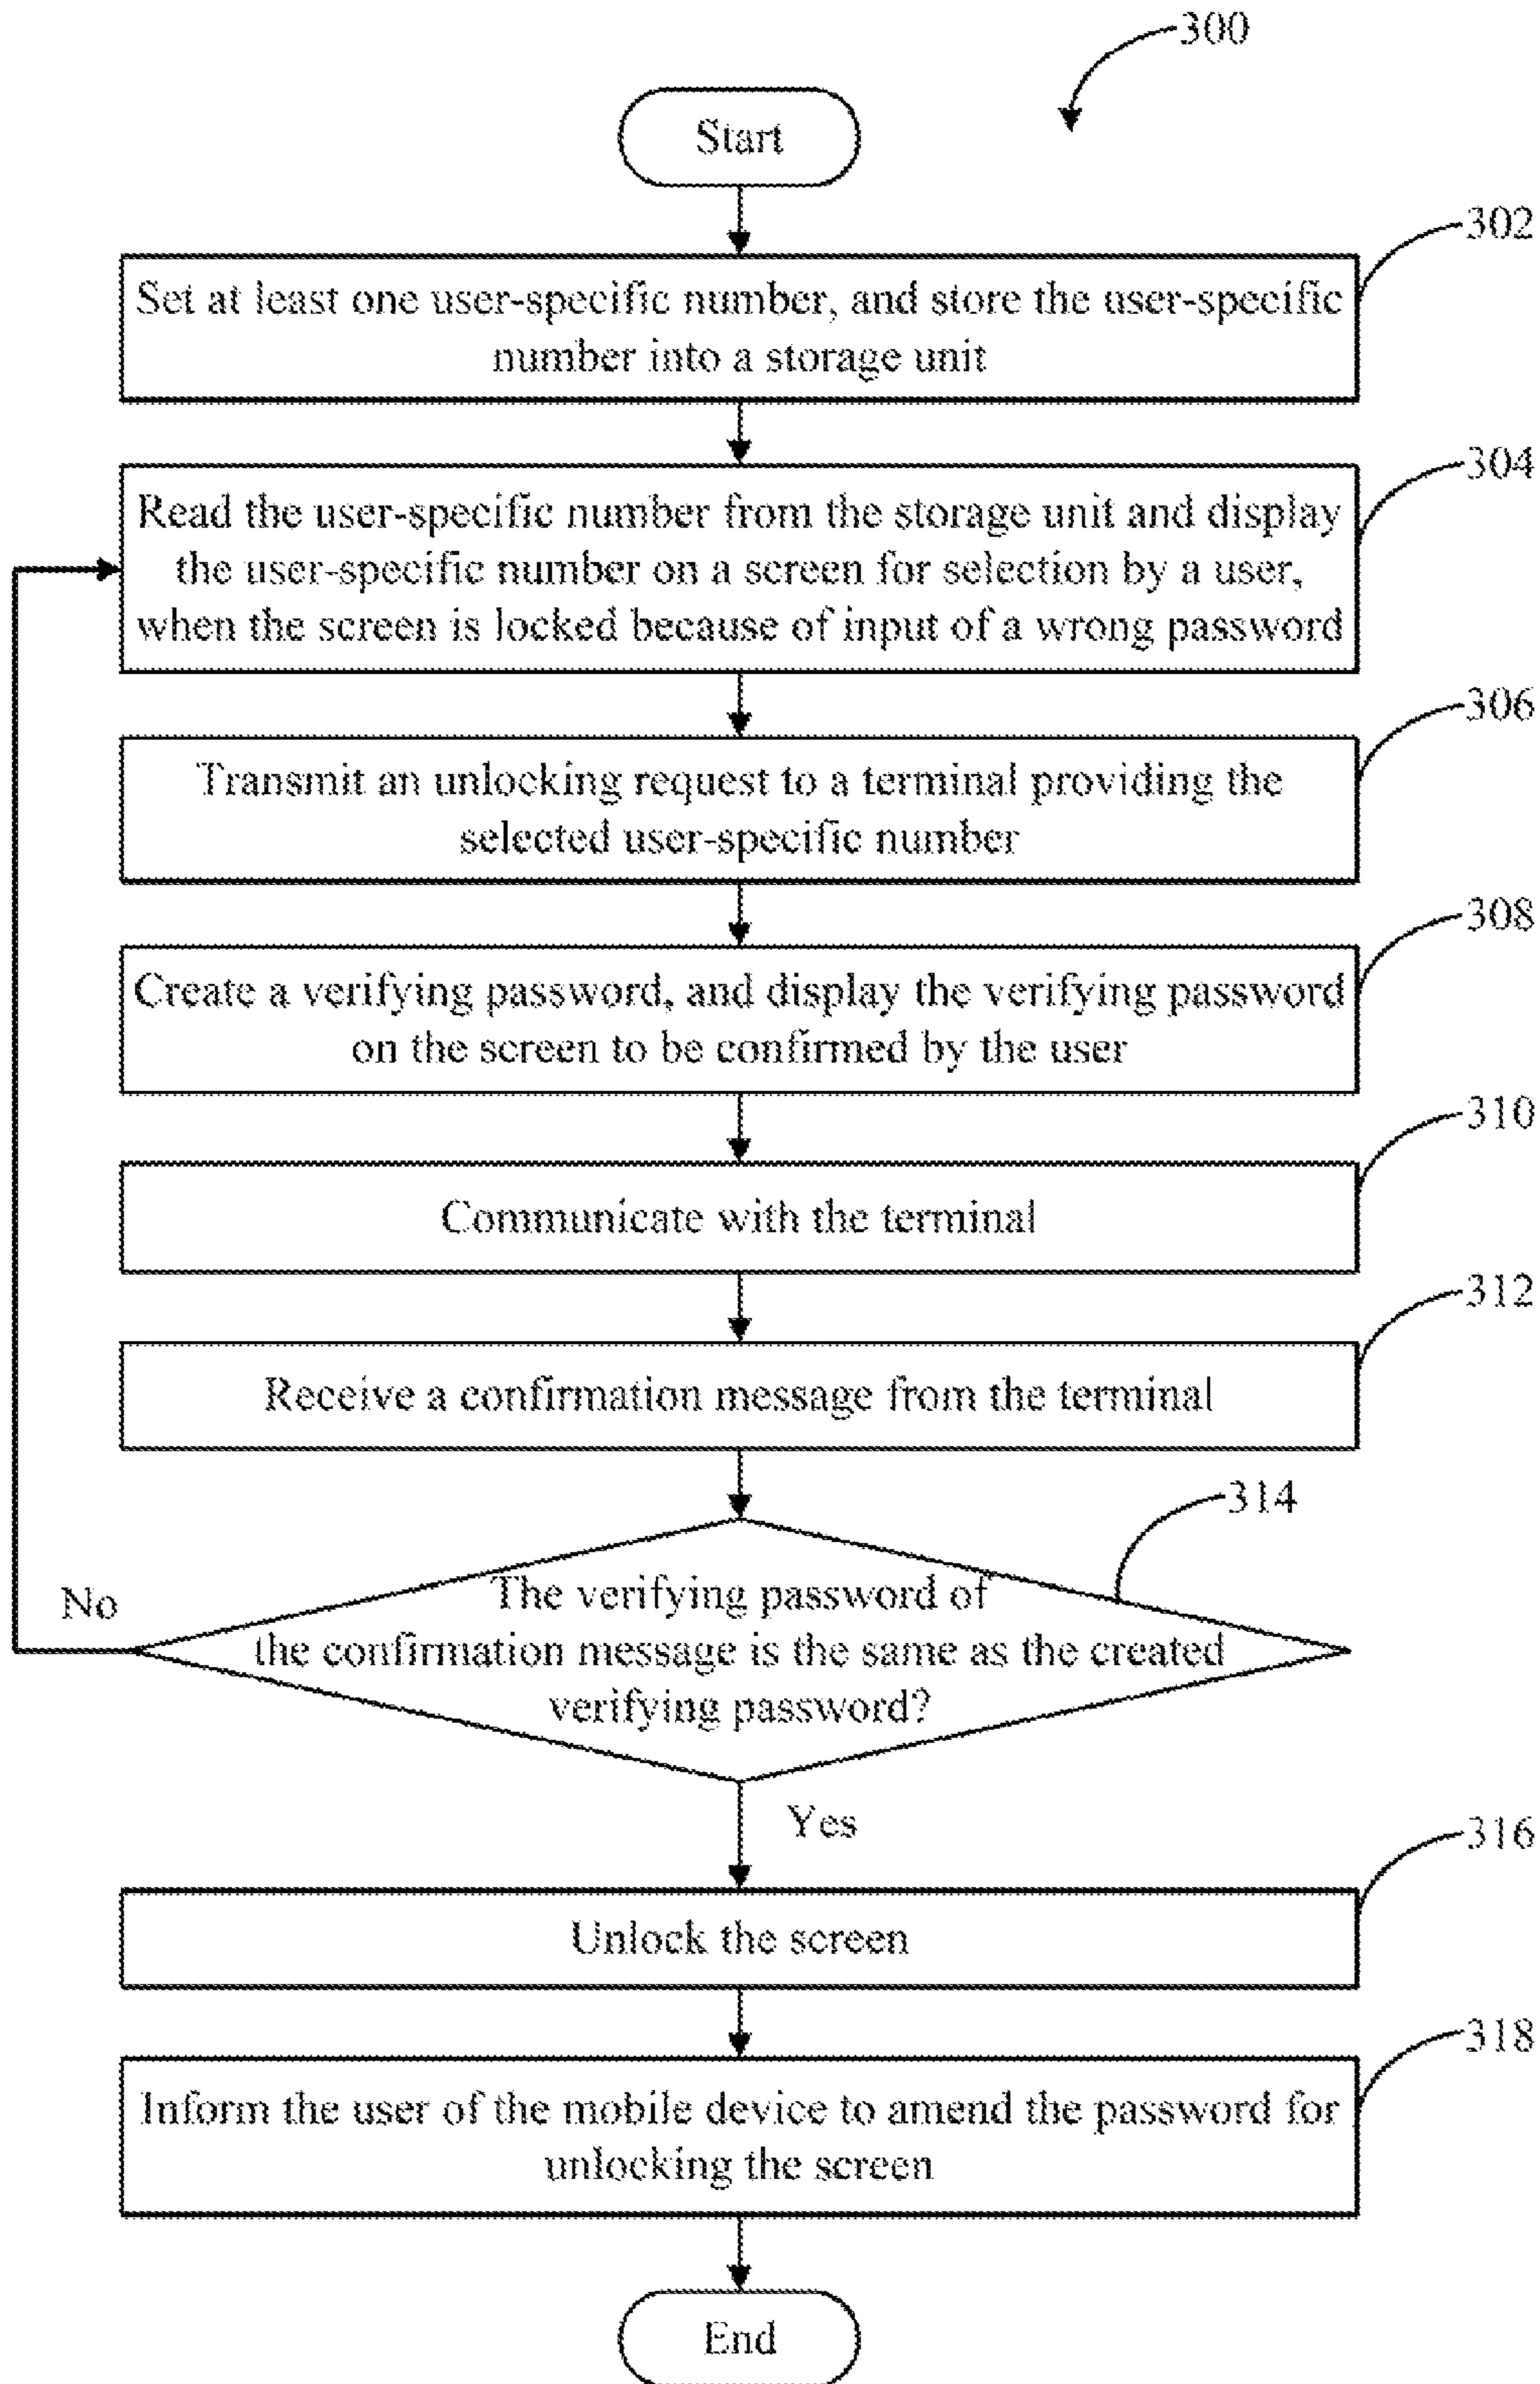 300
Start
302
Set at least one user-specific number, and store the user-specific
number into a storage unit
304
Read the user-specific number from the storage unit and display
the user-specific number on a screen for selection by a user,
when the screen is locked because of input of a wrong password
306
Transmit an unlocking request to a terminal providing the
selected user-specific number
308
Create a verifying password, and display the verifying password
on the screen to be confirmed by the user
310
Communicate with the terminal
312
Receive a confirmation message from the terminal
314
No
The verifying password of
the confirmation message is the same as the created
verifying password?
Yes
316
Unlock the screen
318
Inform the user of the mobile device to amend the password for
unlocking the screen
End